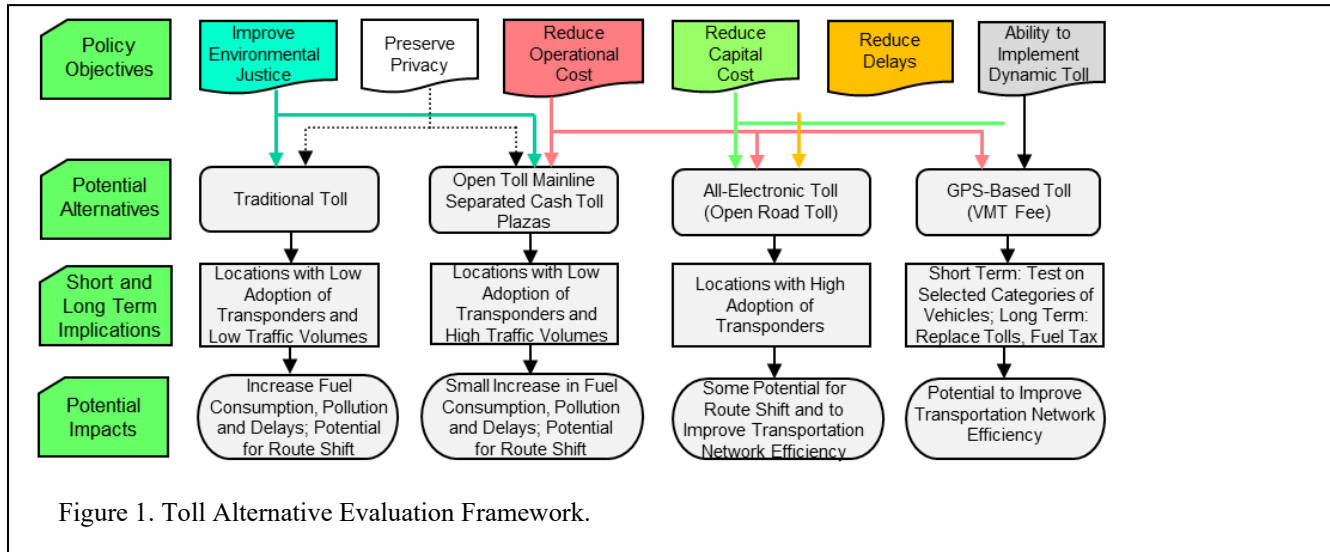 Policy
Objectives
Improve
Environmental
Justice
Preserve
Privacy
Reduce
Operational
Cost
Reduce
Capital
Cost
Reduce
Delays
Ability to
Implement
Dynamic Toll
Potential
Alternatives
Traditional Toll
Open Toll Mainline
Separated Cash Toll
Plazas
All-Electronic Toll
(Open Road Toll)
GPS-Based Toll
(VMT Fee)
Short and
Long Term
Implications
Locations with Low
Adoption of
Transponders and
Low Traffic Volumes
Locations with Low
Adoption of
Transponders and
High Traffic Volumes
Locations with High
Adoption of
Transponders
Short Term: Test on
Selected Categories of
Vehicles; Long Term:
Replace Tolls, Fuel Tax
Potential
Impacts
Increase Fuel
Consumption, Pollution
and Delays; Potential
for Route Shift
Small Increase in Fuel
Consumption, Pollution
and Delays; Potential
for Route Shift
Some Potential for
Route Shift and to
Improve Transportation
Network Efficiency
Potential to Improve
Transportation Network
Efficiency
Figure 1. Toll Alternative Evaluation Framework.